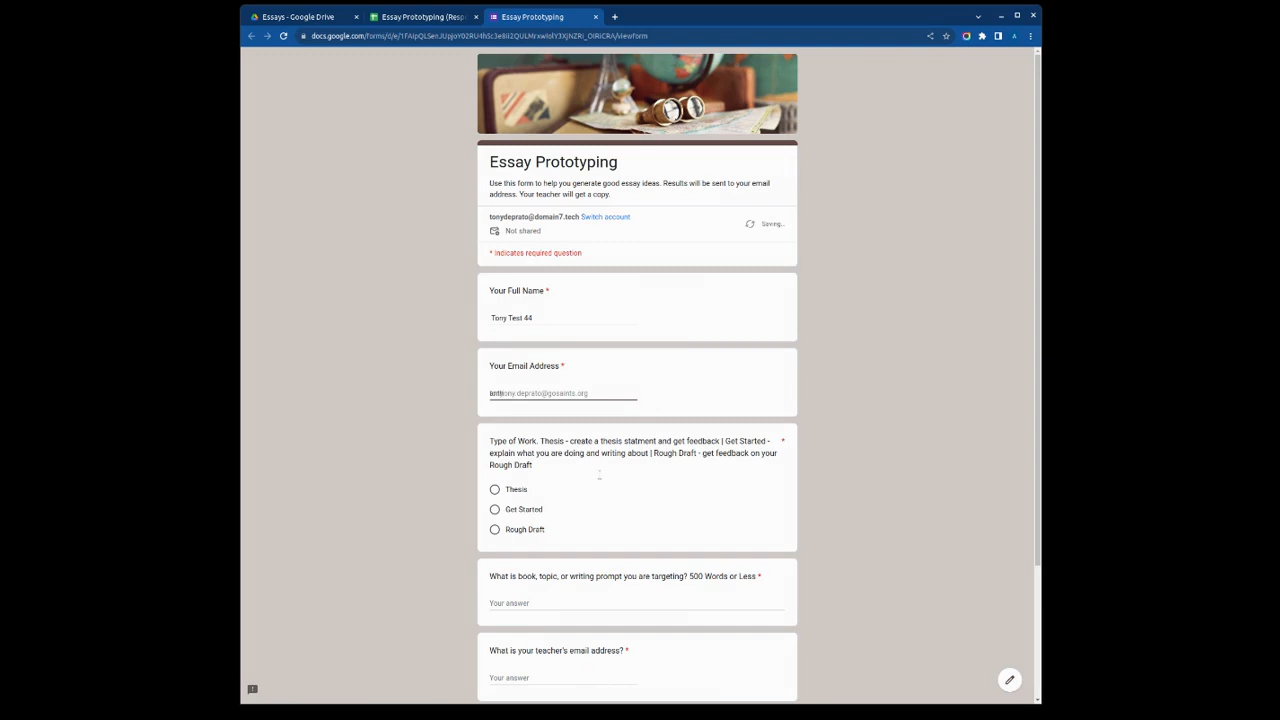 Essays - Google Drive
Essay Prototyping (Resp
Essay Prototyping
Essay Prototyping
Use this form to help you generate good essay ideas. Results will be sent to your email
address. Your teacher will get a copy.
tonydeprato@domain7.tech Switch account
Saving...
Not shared
* Indicates required question
Your Full Name *
Tony Test 44
Your Email Address *
Type of Work. Thesis - create a thesis statment and get feedback | Get Started - *
explain what you are doing and writing about | Rough Draft - get feedback on your
Rough Draft
Thesis
Get Started
Rough Draft
What is book, topic, or writing prompt you are targeting? 500 Words or Less *
Your answer
What is your teacher's email address? *
Your answer